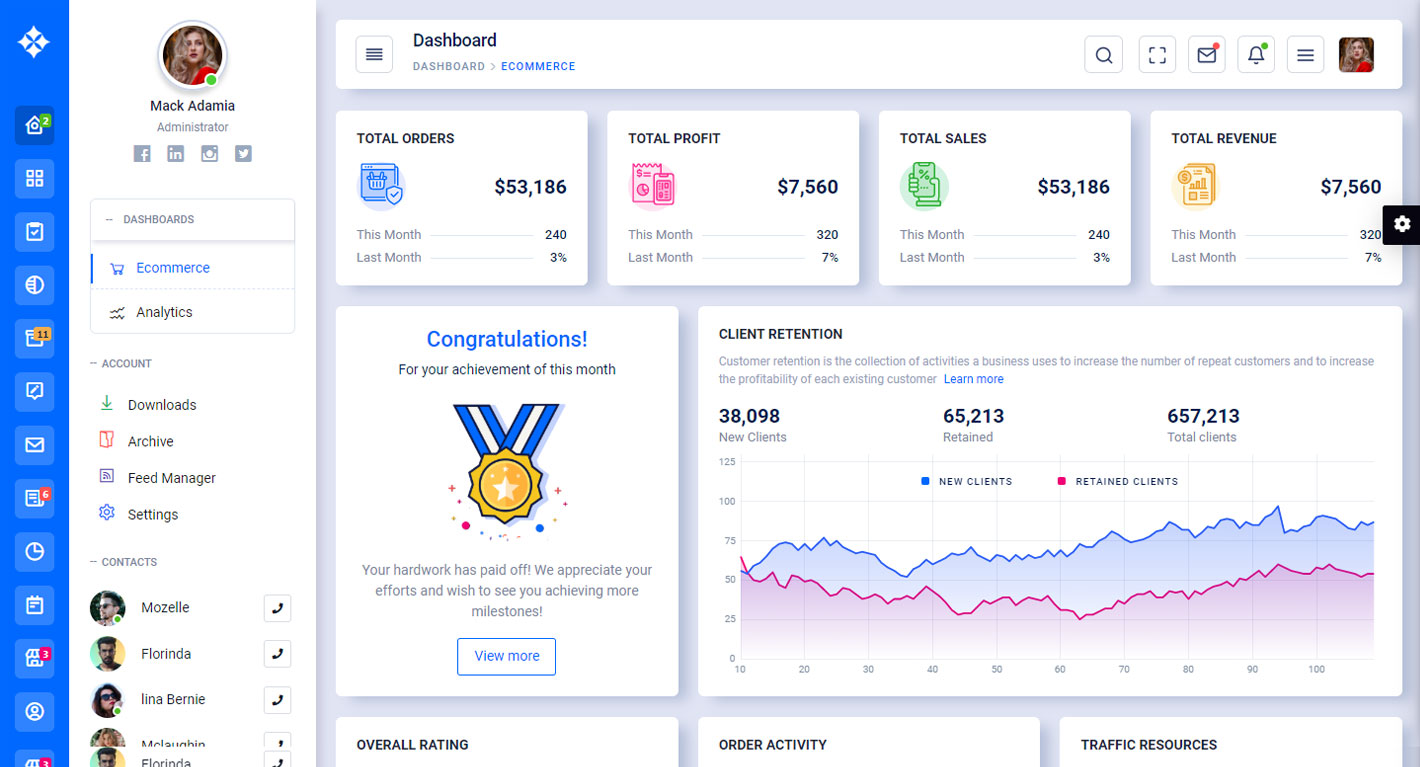 2
11
6
3
3
Mack Adamia
Administrator
-- DASHBOARDS
Ecommerce
Analytics
-- ACCOUNT
Downloads
Archive
Feed Manager
Settings
-- CONTACTS
Mozelle
Florinda
lina Bernie
Mclaughin
Florinda
Dashboard
DASHBOARD > ECOMMERCE
TOTAL ORDERS
$53,186
This Month 240
Last Month 3%
TOTAL PROFIT
$7,560
This Month 320
Last Month 7%
TOTAL SALES
$53,186
This Month 240
Last Month 3%
TOTAL REVENUE
$7,560
This Month 320
Last Month 7%
Congratulations!
For your achievement of this month
Your hardwork has paid off! We appreciate your
efforts and wish to see you achieving more
milestones!
View more
CLIENT RETENTION
Customer retention is the collection of activities a business uses to increase the number of repeat customers and to increase
the profitability of each existing customer Learn more
38,098
New Clients
65,213
Retained
657,213
Total clients
NEW CLIENTS
RETAINED CLIENTS
125
100
75
50
25
0
10 20 30 40 50 60 70 80 90 100
OVERALL RATING
ORDER ACTIVITY
TRAFFIC RESOURCES